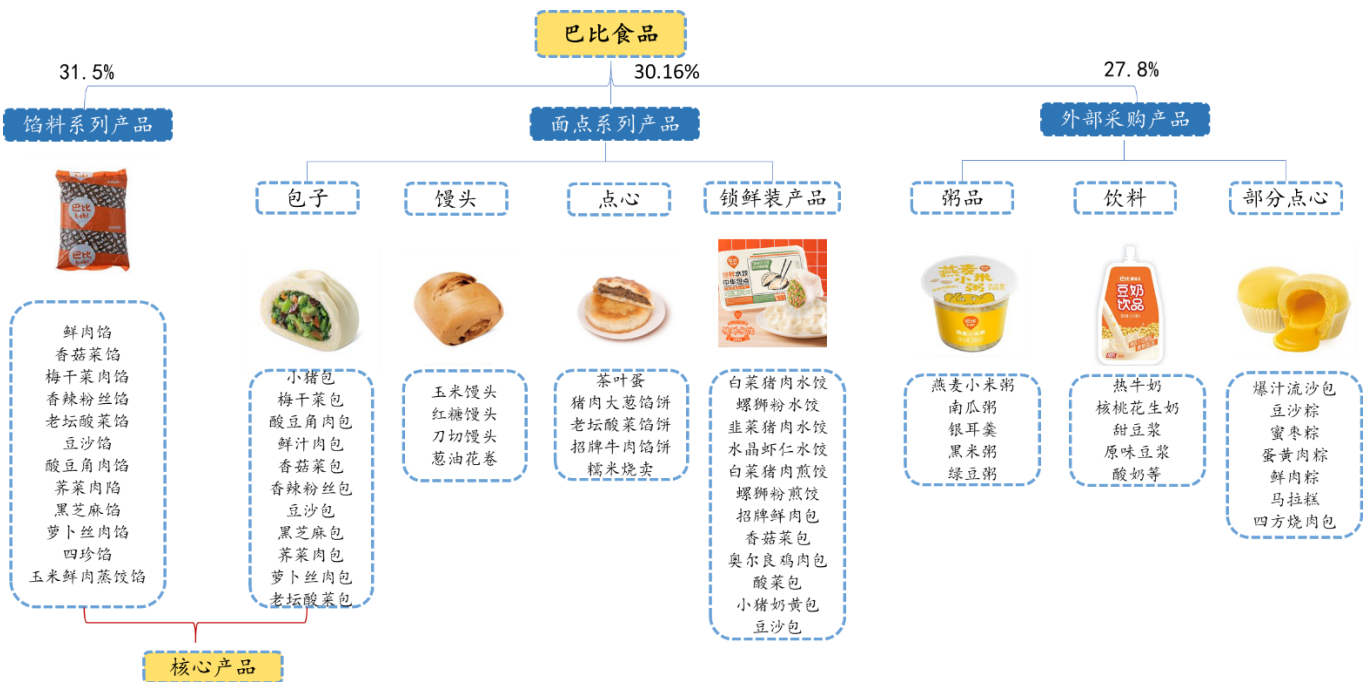 巴比食品
31.5%
30.16%
27.8%
馅料系列产品
面点系列产品
外部采购产品
包子
馒头
点心
锁鲜装产品
粥品
饮料
部分点心
巴比
燕麦
小米
粥
豆奶
饮品
鲜肉馅
香菇菜馅
梅干菜肉馅
香辣粉丝馅
老坛酸菜馅
豆沙馅
酸豆角肉馅
荠菜肉陷
黑芝麻馅
萝卜丝肉馅
四珍馅
玉米鲜肉蒸饺馅
小猪包
梅干菜包
酸豆角肉包
鲜汁肉包
香菇菜包
香辣粉丝包
豆沙包
黑芝麻包
荠菜肉包
萝卜丝肉包
老坛酸菜包
玉米馒头
红糖馒头
刀切馒头
葱油花卷
茶叶蛋
猪肉大葱馅饼
老坛酸菜馅饼
招牌牛肉馅饼
糯米烧卖
白菜猪肉水饺
螺狮粉水饺
韭菜猪肉水饺
水晶虾仁水饺
白菜猪肉煎饺
螺狮粉煎饺
招牌鲜肉包
香菇菜包
奥尔良鸡肉包
酸菜包
小猪奶黄包
豆沙包
燕麦小米粥
南瓜粥
银耳羹
黑米粥
绿豆粥
热牛奶
核桃花生奶
甜豆浆
原味豆浆
酸奶等
爆汁流沙包
豆沙粽
蜜枣粽
蛋黄肉粽
鲜肉粽
马拉糕
四方烧肉包
核心产品